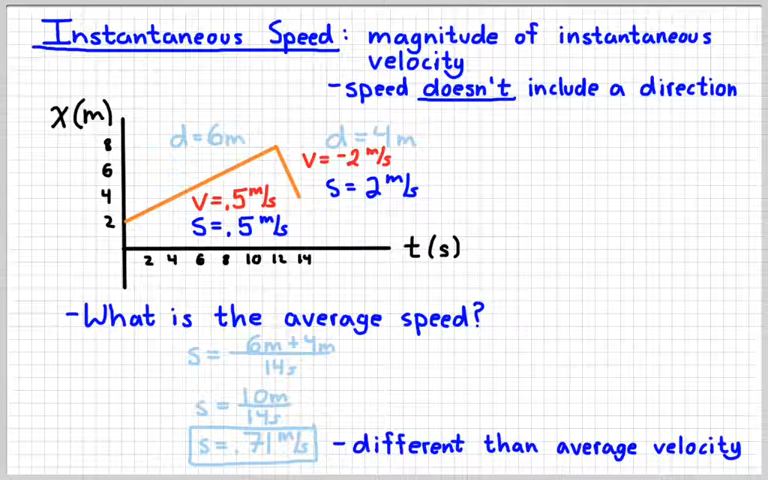 Instantaneous Speed: magnitude of instantaneous
velocity
- speed doesn't include a direction
x(m)
d=6m
d=4m
8
6
4
2
v=-2 m/s
s=2 m/s
v=.5 m/s
s=.5 m/s
t(s)
2 4 6 8 10 12 14
- What is the average speed?
s= 6m+4m
14s
s= 10m
14s
s=.71 m/s
- different than average velocity